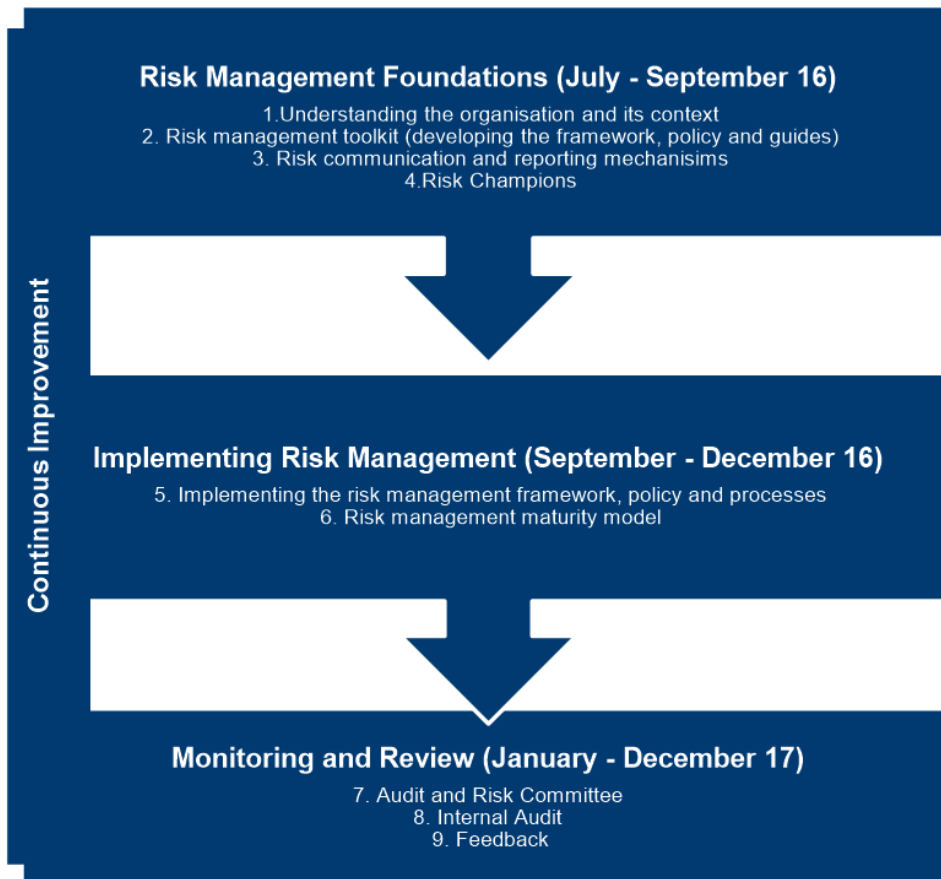 Risk Management Foundations (July - September 16)
1.Understanding the organisation and its context
2. Risk management toolkit (developing the framework, policy and guides)
3. Risk communication and reporting mechanisims
4.Risk Champions
Continuous Improvement
Implementing Risk Management (September - December 16)
5. Implementing the risk management framework, policy and processes
6. Risk management maturity model
Monitoring and Review (January - December 17)
7. Audit and Risk Committee
8. Internal Audit
9. Feedback